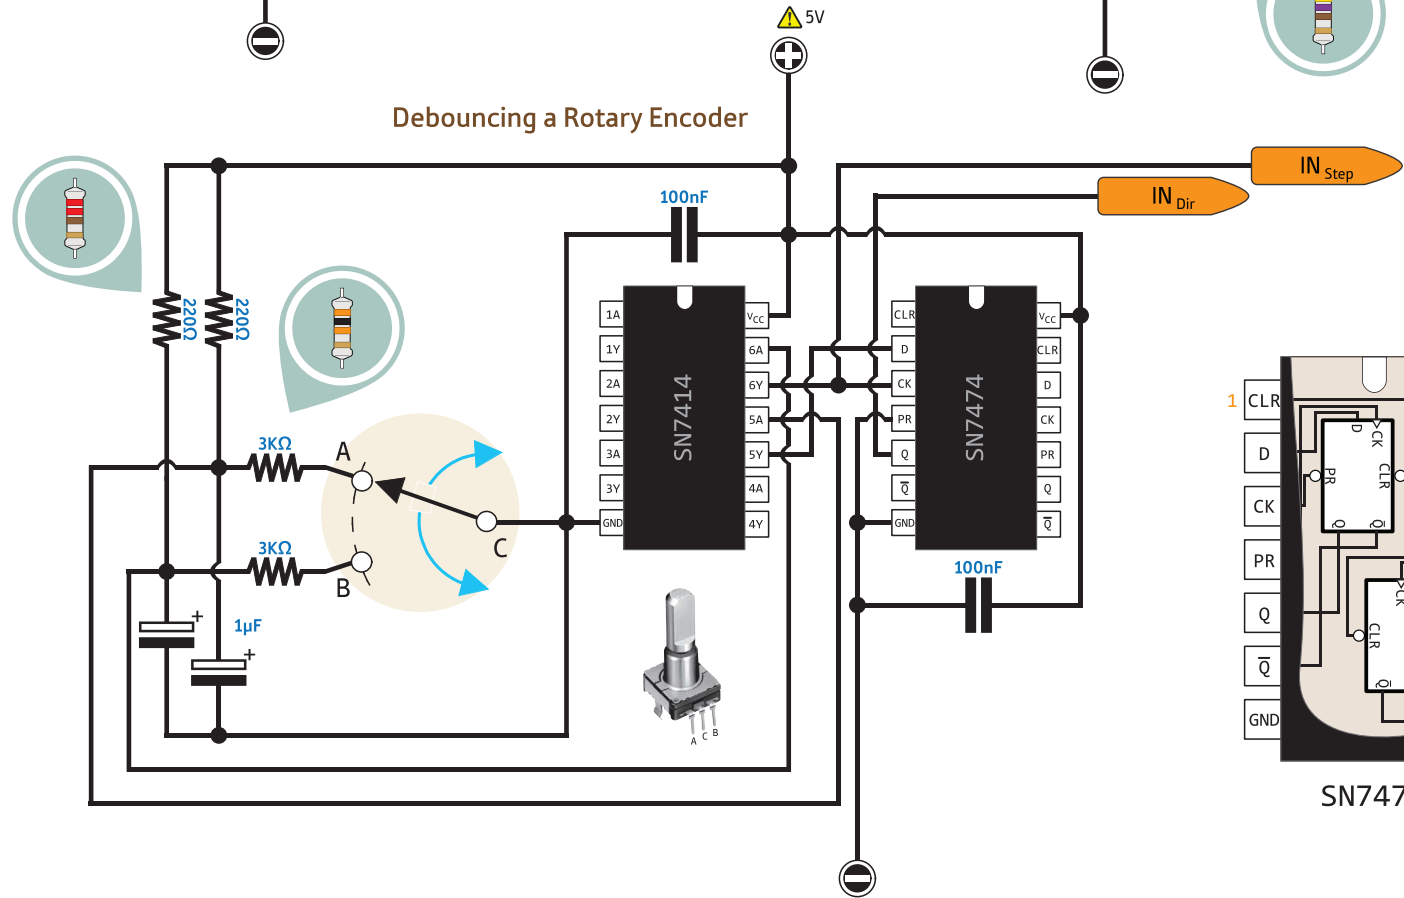 5V
Debouncing a Rotary Encoder
IN Step
IN Dir
100nF
220Ω
220Ω
3KΩ
A
3KΩ
B
C
1µF
+
+
1A
1Y
2A
2Y
3A
3Y
GND
SN7414
VCC
6A
6Y
5A
5Y
4A
4Y
CLR
D
CK
PR
Q
Q̅
GND
SN7474
VCC
CLR
D
CK
PR
Q
Q̅
100nF
A C B
1 CLR
D
CK
PR
Q
Q̅
GND
D
CK
PR
CLR
Q
Q̅
CK
CLR
Q̅
SN747